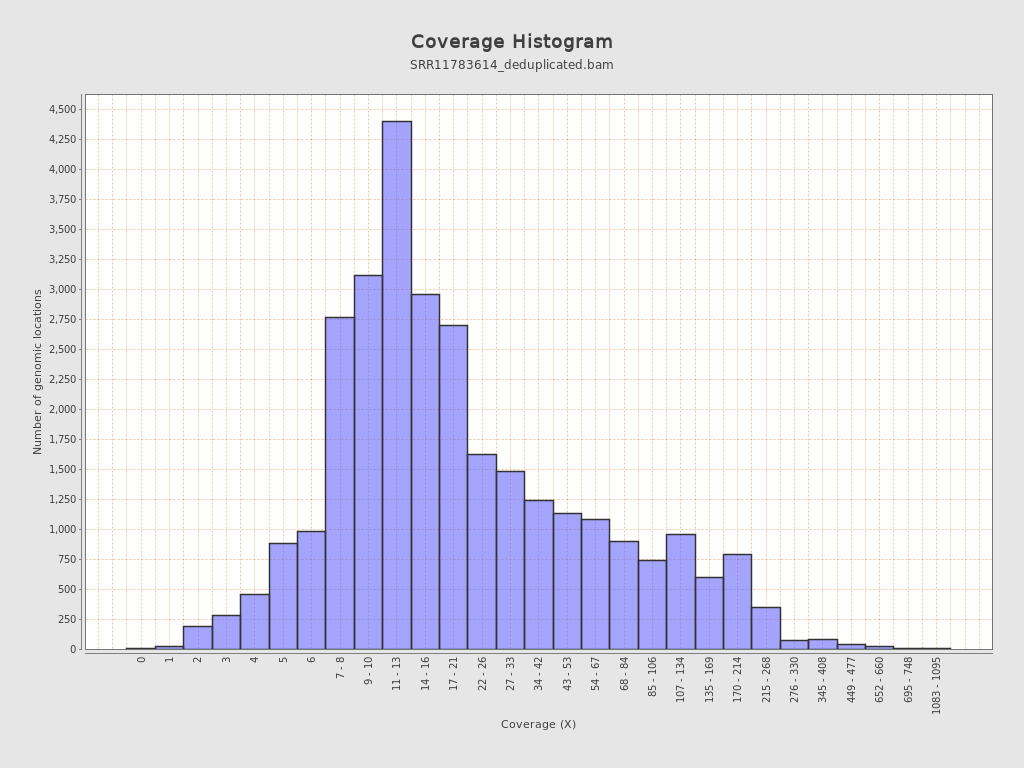 Coverage Histogram
SRR11783614_deduplicated.bam
Number of genomic locations
4,500
4,250
4,000
3,750
3,500
3,250
3,000
2,750
2,500
2,250
2,000
1,750
1,500
1,250
1,000
750
500
250
0
0
1
2
3
4
5
6
7 - 8
9 - 10
11 - 13
14 - 16
17 - 21
22 - 26
27 - 33
34 - 42
43 - 53
54 - 67
68 - 84
85 - 106
107 - 134
135 - 169
170 - 214
215 - 268
276 - 330
345 - 408
449 - 477
652 - 660
695 - 748
1083 - 1095
Coverage (X)